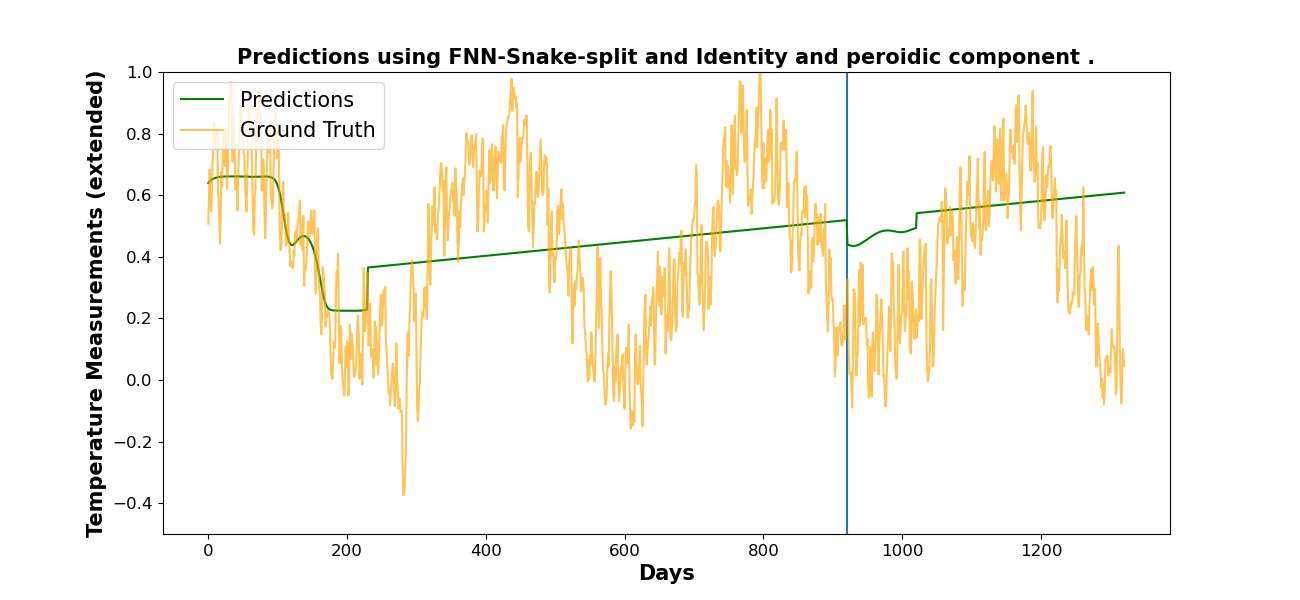 Predictions using FNN-Snake-split and Identity and peroidic component .
Temperature Measurements (extended)
1.0
0.8
0.6
0.4
0.2
0.0
−0.2
−0.4
Predictions
Ground Truth
0 200 400 600 800 1000 1200
Days